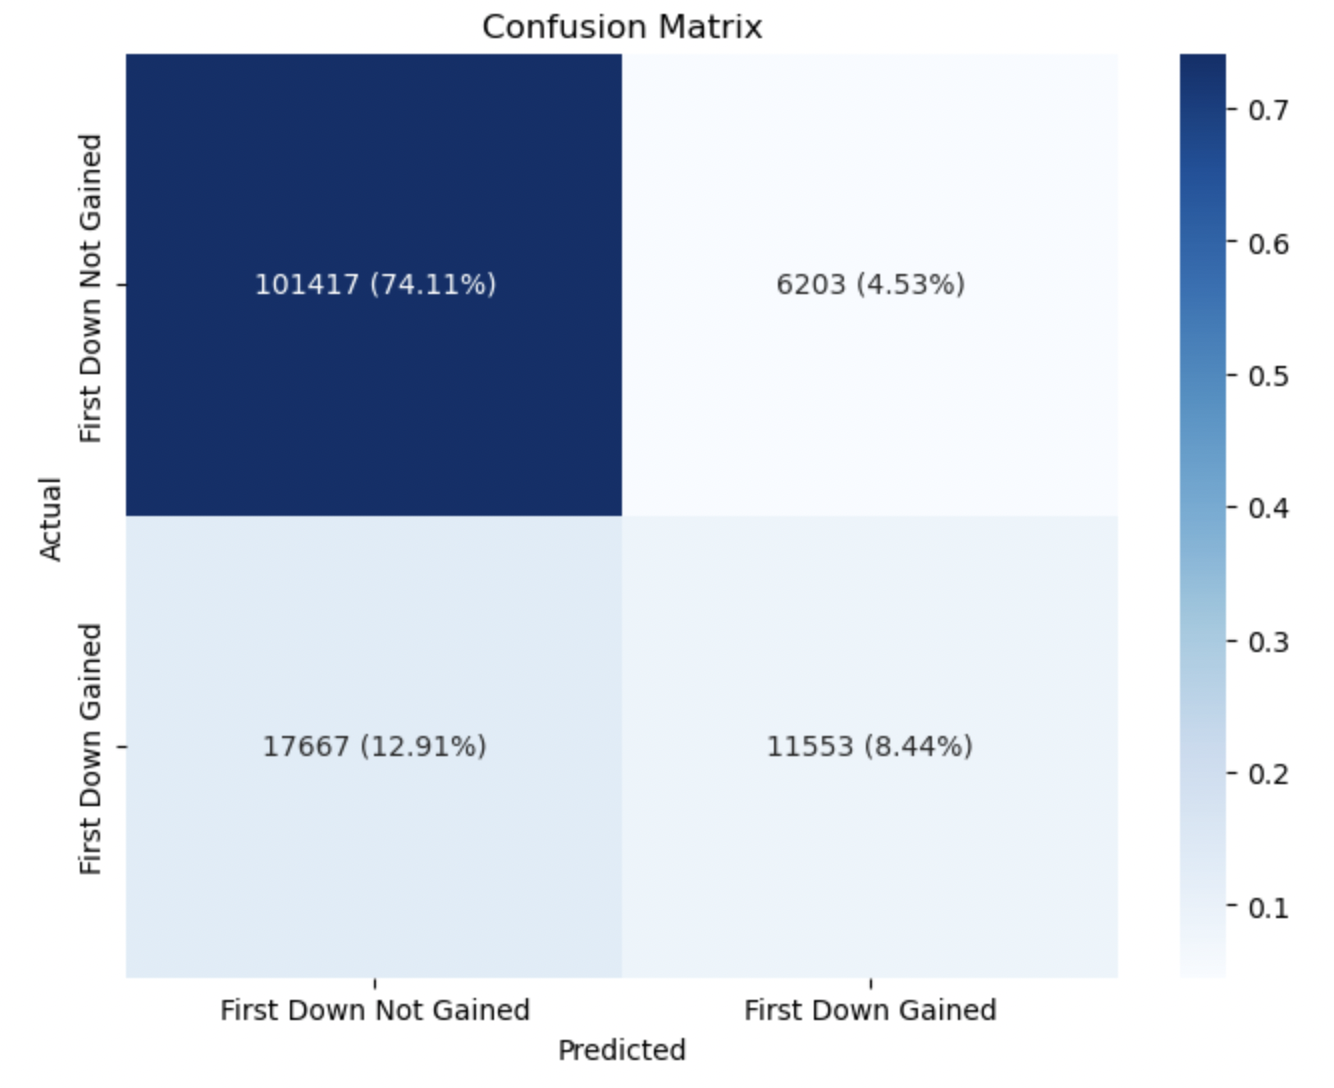 Confusion Matrix
First Down Not Gained
101417 (74.11%)
6203 (4.53%)
Actual
First Down Gained
17667 (12.91%)
11553 (8.44%)
First Down Not Gained
First Down Gained
Predicted
0.7
0.6
0.5
0.4
0.3
0.2
0.1